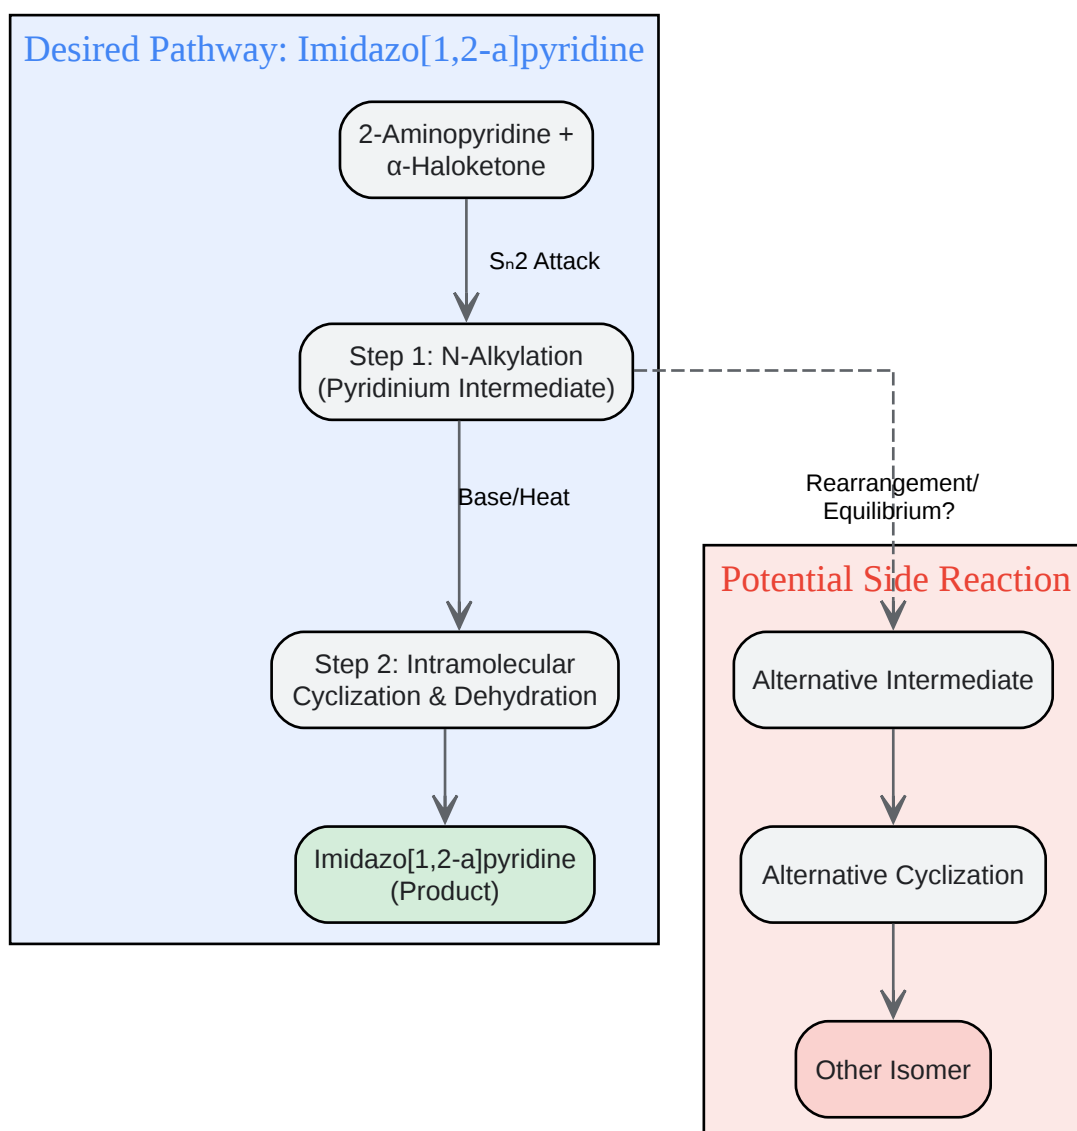 Desired Pathway: Imidazo[1,2-a]pyridine
2-Aminopyridine +
α-Haloketone
Sₙ2 Attack
Step 1: N-Alkylation
(Pyridinium Intermediate)
Base/Heat
Rearrangement/
Equilibrium?
Step 2: Intramolecular
Cyclization & Dehydration
Imidazo[1,2-a]pyridine
(Product)
Potential Side Reaction
Alternative Intermediate
Alternative Cyclization
Other Isomer